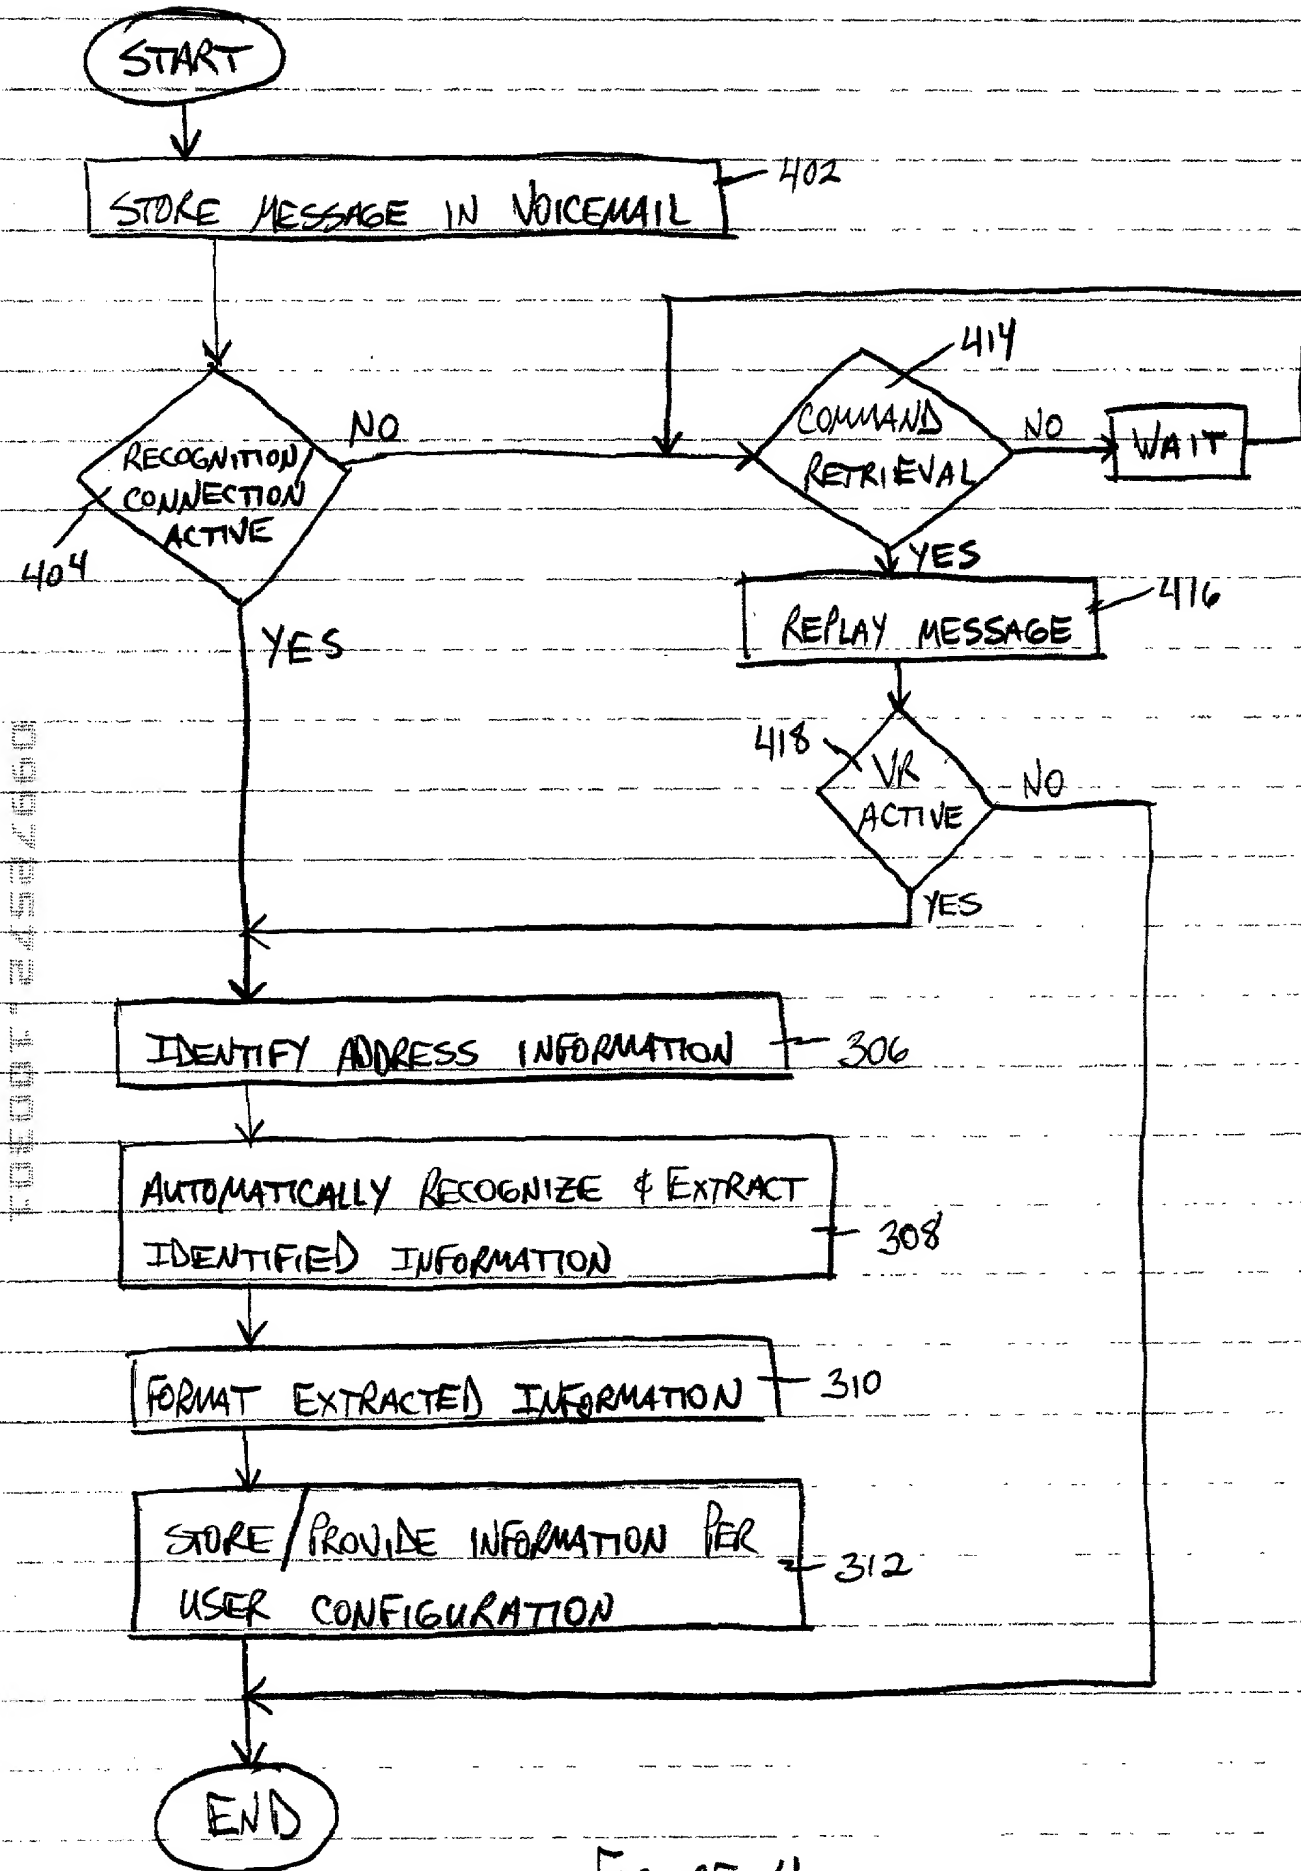 START
402
STORE MESSAGE IN VOICEMAIL
414
NO
COMMAND
RETRIEVAL
NO
WAIT
RECOGNITION/
CONNECTION
ACTIVE
404
YES
YES
416
REPLAY MESSAGE
418
VR
ACTIVE
NO
YES
IDENTIFY ADDRESS INFORMATION
306
AUTOMATICALLY RECOGNIZE & EXTRACT
IDENTIFIED INFORMATION
308
FORMAT EXTRACTED INFORMATION
310
STORE/PROVIDE INFORMATION PER
USER CONFIGURATION
312
END